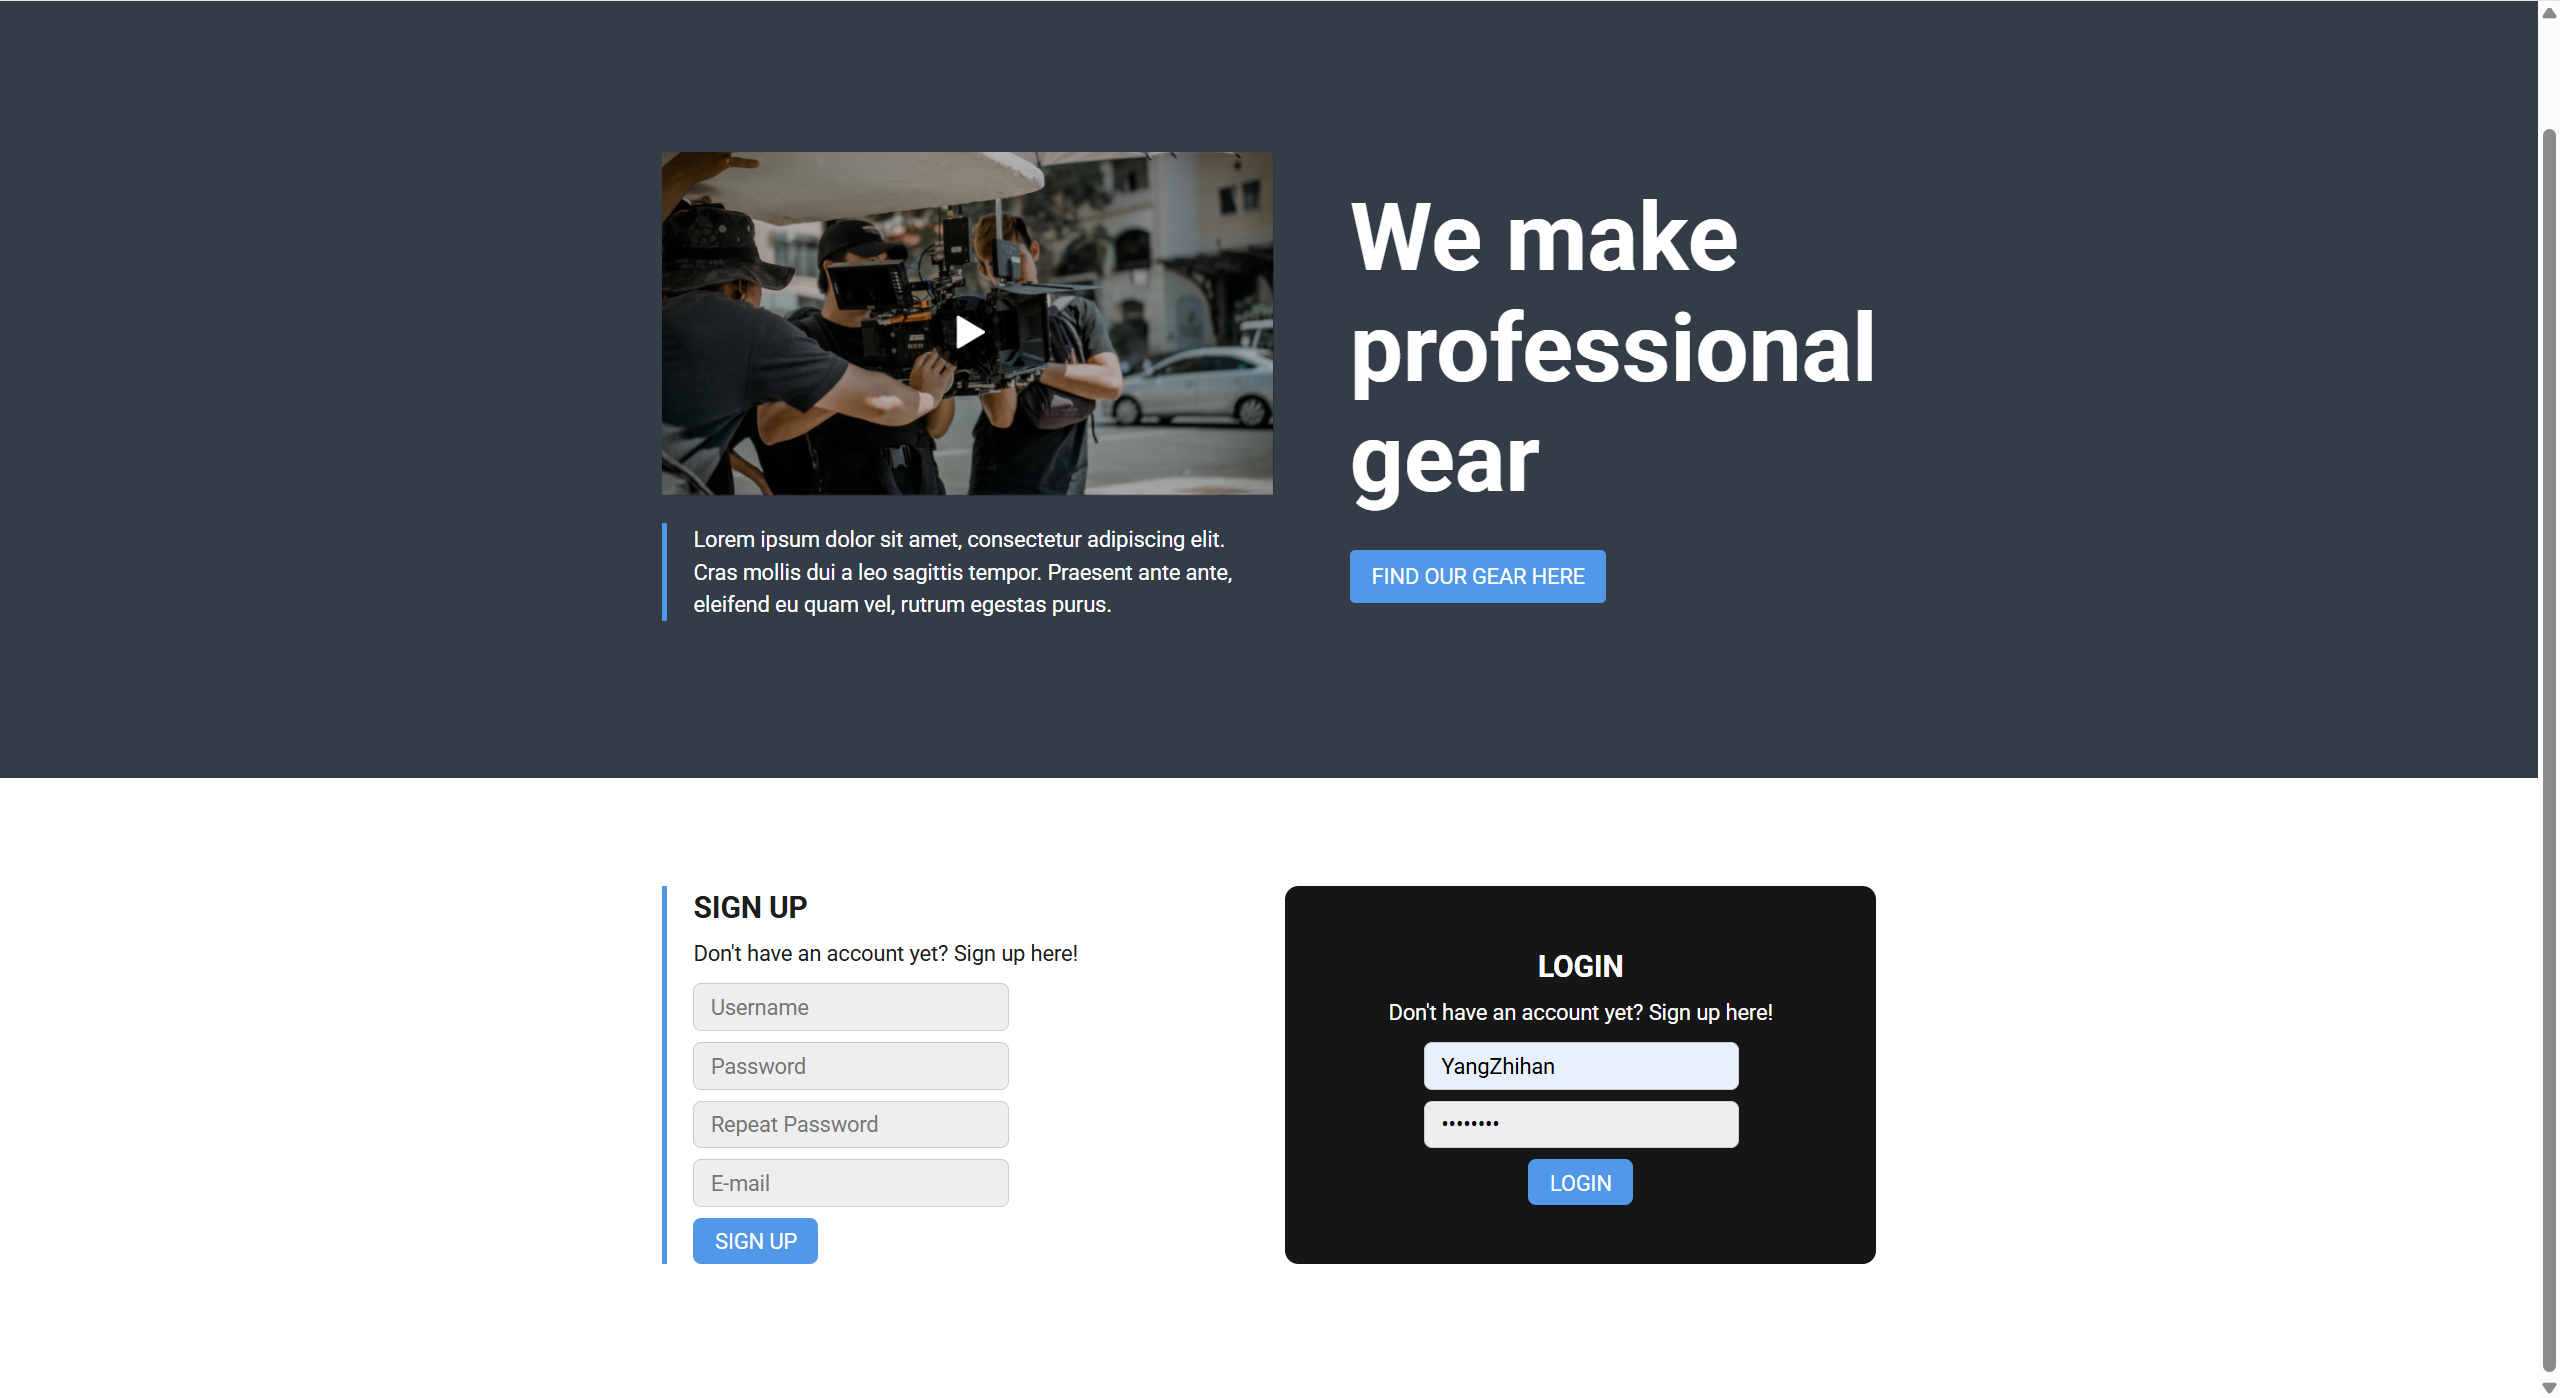 We make
professional
gear
Lorem ipsum dolor sit amet, consectetur adipiscing elit.
Cras mollis dui a leo sagittis tempor. Praesent ante ante,
eleifend eu quam vel, rutrum egestas purus.
FIND OUR GEAR HERE
SIGN UP
Don't have an account yet? Sign up here!
Username
Password
Repeat Password
E-mail
SIGN UP
LOGIN
Don't have an account yet? Sign up here!
YangZhihan
••••••••
LOGIN